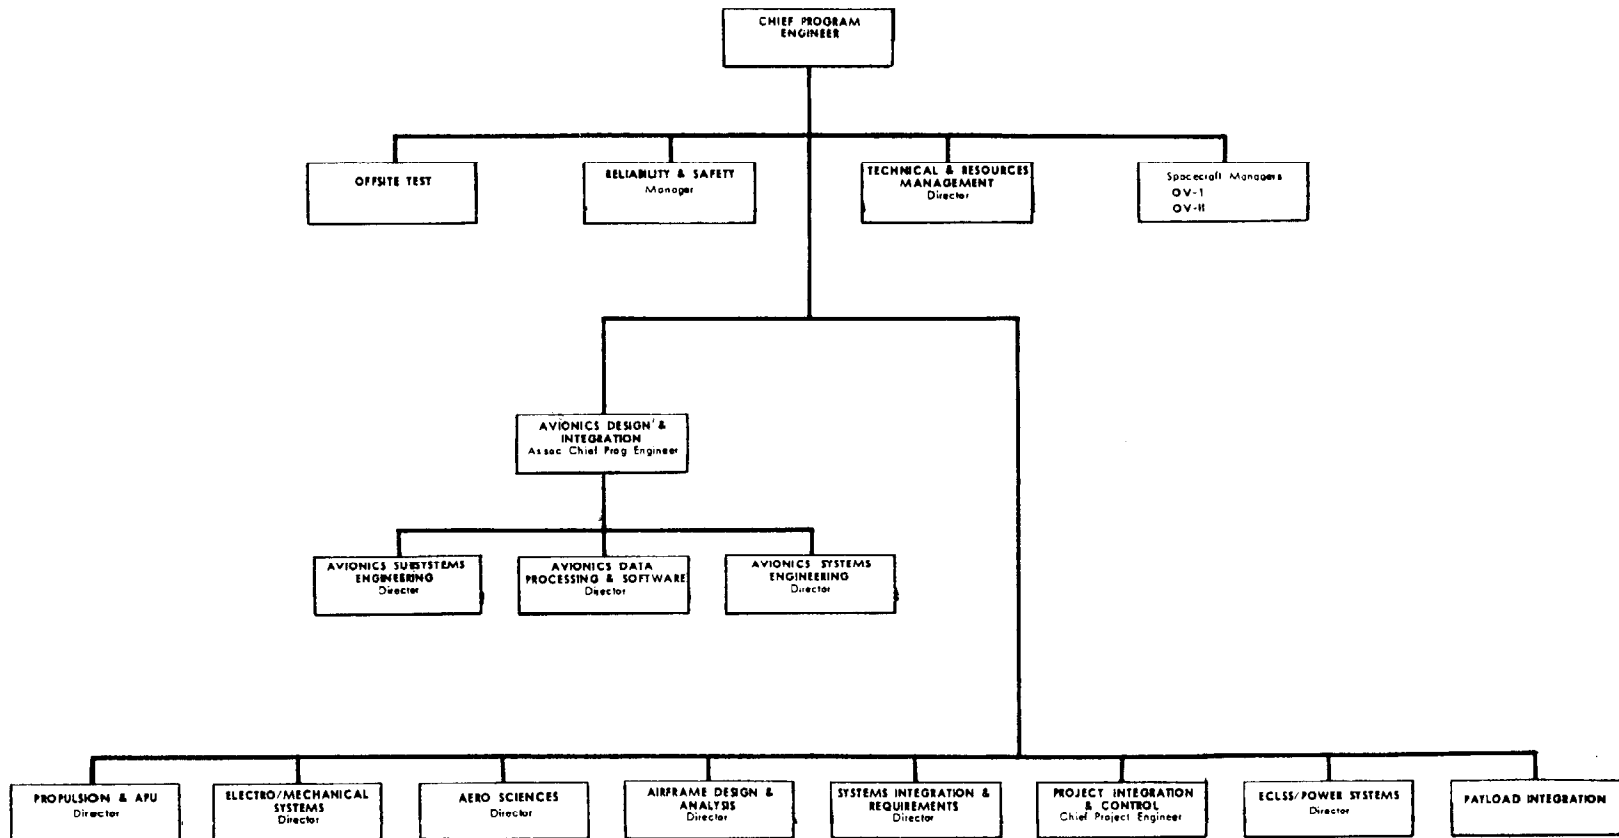 CHIEF PROGRAM
ENGINEER
OFFSITE TEST
RELIABILITY & SAFETY
Manager
TECHNICAL & RESOURCES
MANAGEMENT
Director
Spacecraft Managers
OV-I
OV-II
AVIONICS DESIGN &
INTEGRATION
Assoc Chief Prog Engineer
AVIONICS SUBSYSTEMS
ENGINEERING
Director
AVIONICS DATA
PROCESSING & SOFTWARE
Director
AVIONICS SYSTEMS
ENGINEERING
Director
PROPULSION & APU
Director
ELECTRO/MECHANICAL
SYSTEMS
Director
AERO SCIENCES
Director
AIRFRAME DESIGN &
ANALYSIS
Director
SYSTEMS INTEGRATION &
REQUIREMENTS
Director
PROJECT INTEGRATION
& CONTROL
Chief Project Engineer
ECLSS/POWER SYSTEMS
Director
PAYLOAD INTEGRATION